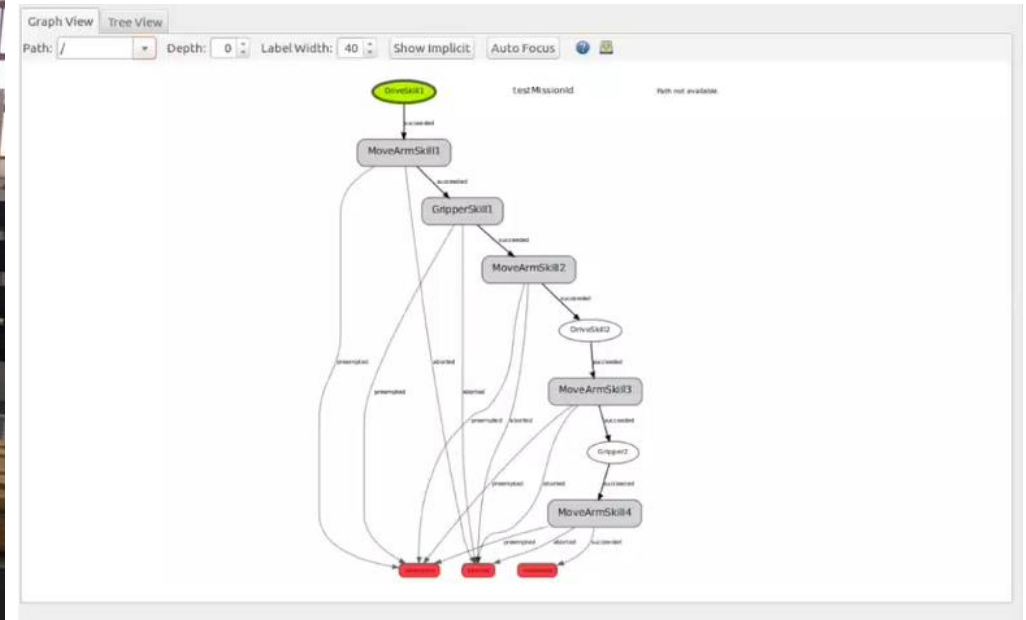 Graph View Tree View
Path: / Depth: 0 Label Width: 40 Show Implicit Auto Focus
DriveSkill1 testMissionId Path not available.
succeeded
MoveArmSkill1
succeeded
GripperSkill1
succeeded
MoveArmSkill2
succeeded
DriveSkill2
preempted aborted succeeded
preempted aborted MoveArmSkill3
preempted aborted succeeded
Gripper2
preempted aborted succeeded
MoveArmSkill4
preempted aborted succeeded